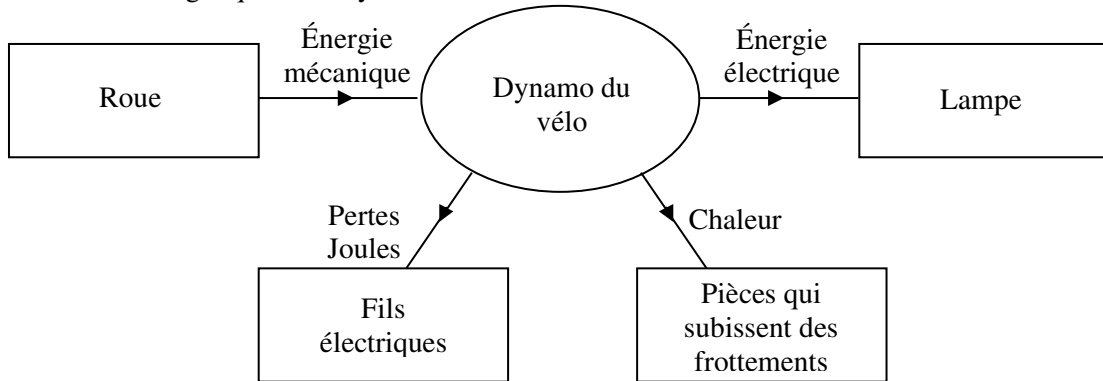 Roue
Énergie
mécanique
Dynamo du
vélo
Énergie
électrique
Lampe
Pertes
Joules
Chaleur
Fils
électriques
Pièces qui
subissent des
frottements